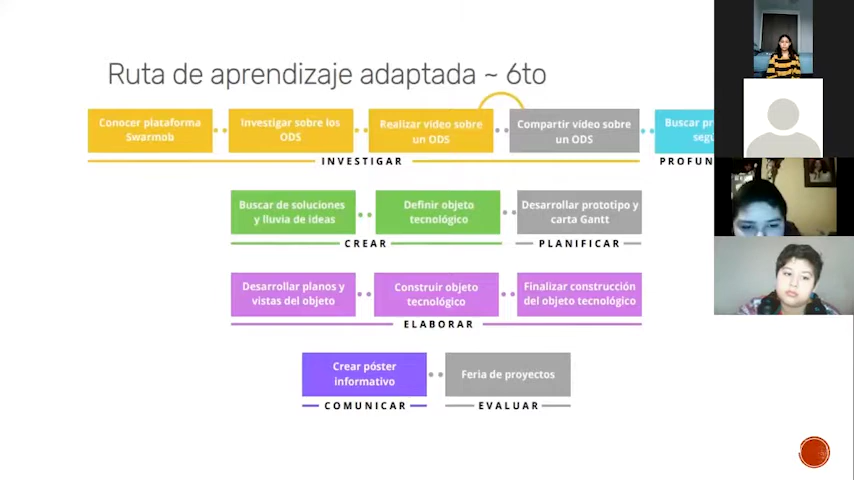 Ruta de aprendizaje adaptada ~ 6to
Conocer plataforma
Swarmob
Investigar sobre los
ODS
Realizar vídeo sobre
un ODS
Compartir vídeo sobre
un ODS
Buscar
INVESTIGAR
Buscar de soluciones
y lluvia de ideas
Definir objeto
tecnológico
Desarrollar prototipo y
carta Gantt
CREAR
PLANIFICAR
Desarrollar planos y
vistas del objeto
Construir objeto
tecnológico
Finalizar construcción
del objeto tecnológico
ELABORAR
Crear póster
informativo
Feria de proyectos
COMUNICAR
EVALUAR